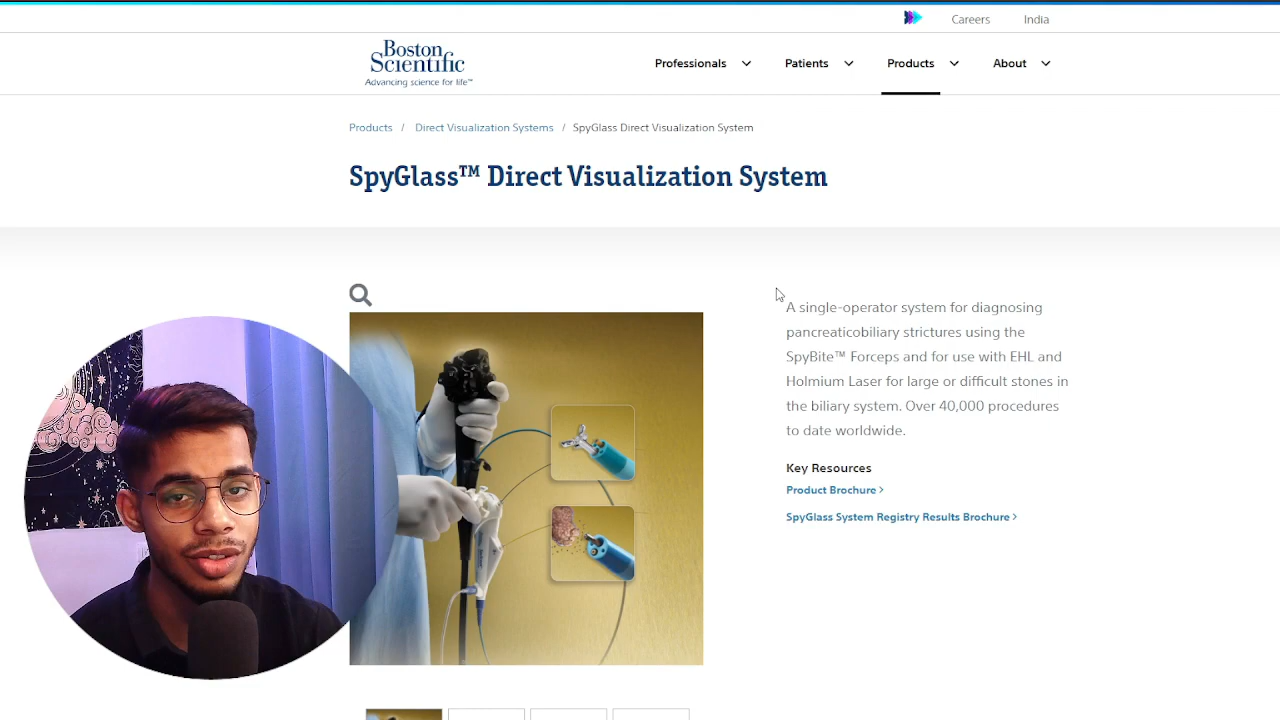 Careers India
Boston
Scientific
Advancing science for life™
Professionals Patients Products About
Products / Direct Visualization Systems / SpyGlass Direct Visualization System
SpyGlass™ Direct Visualization System
A single-operator system for diagnosing
pancreaticobiliary strictures using the
SpyBite™ Forceps and for use with EHL and
Holmium Laser for large or difficult stones in
the biliary system. Over 40,000 procedures
to date worldwide.
Key Resources
Product Brochure >
SpyGlass System Registry Results Brochure >